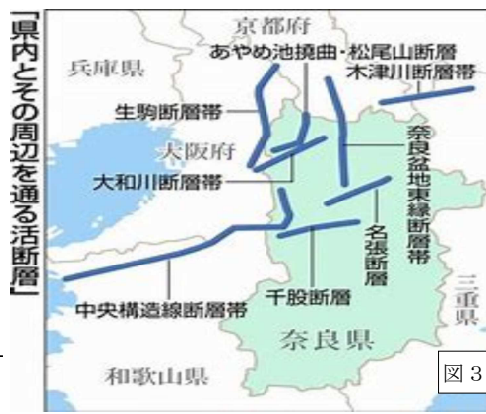 「県内とその周辺を通る活断層」
京都府
あやめ池撓曲・松尾山断層
兵庫県
木津川断層帯
生駒断層帯
大阪府
大和川断層帯
奈良盆地東縁断層帯
名張断層
三重県
千股断層
中央構造線断層帯
奈良県
和歌山県
図3